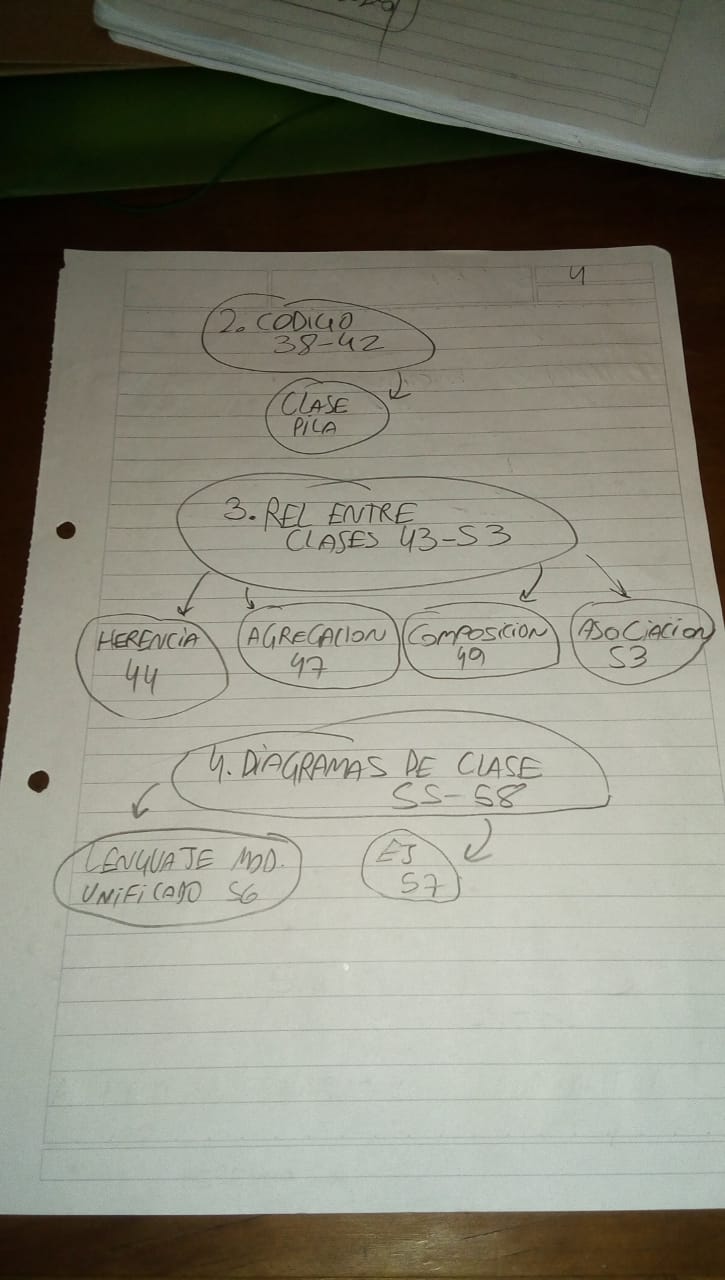 4
2. CODIGO
38-42
CLASE
PILA
3. REL ENTRE
CLASES 43-53
HERENCIA
44
AGREGACION
47
COMPOSICION
49
ASOCIACION
53
4. DIAGRAMAS DE CLASE
55-58
LENGUAJE MOD.
UNIFICADO 56
EJ
57